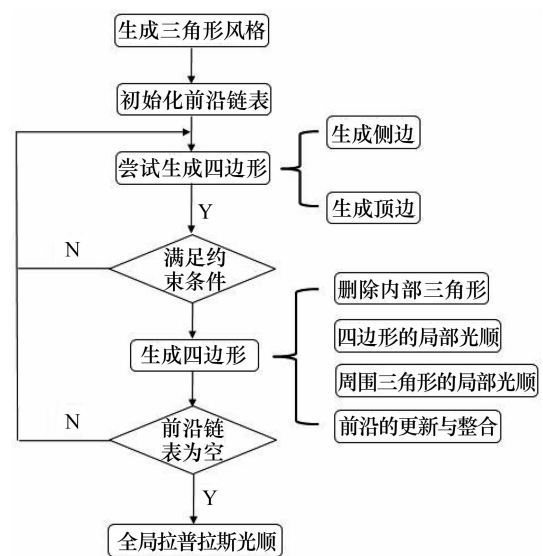 生成三角形风格
初始化前沿链表
生成侧边
尝试生成四边形
生成顶边
Y
N
满足约
束条件
删除内部三角形
四边形的局部光顺
生成四边形
周围三角形的局部光顺
N
前沿链
表为空
前沿的更新与整合
Y
全局拉普拉斯光顺